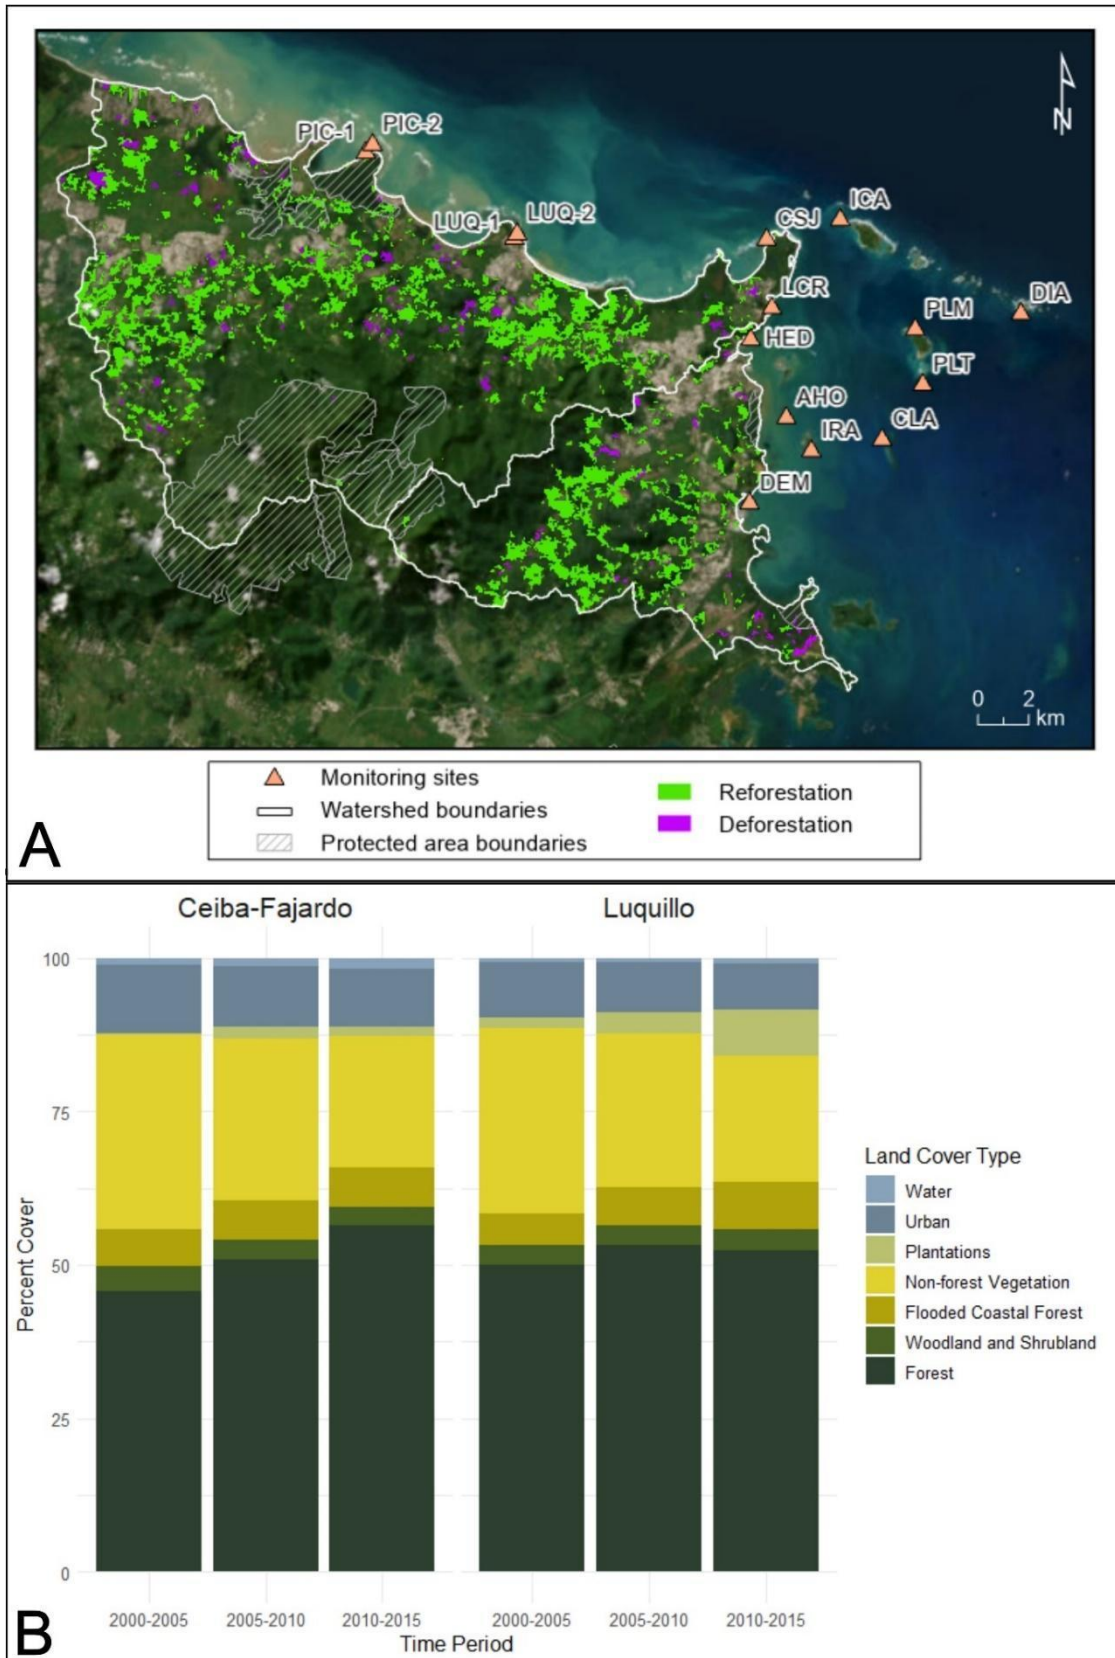 PIC-1
PIC-2
LUQ-1
LUQ-2
CSJ
ICA
LCR
DIA
PLM
HED
PLT
AHO
CLA
IRA
DEM
N
0 2
km
Monitoring sites
Watershed boundaries
Protected area boundaries
Reforestation
Deforestation
A
Ceiba-Fajardo
Luquillo
100
75
50
25
0
Percent Cover
2000-2005
2005-2010
2010-2015
2000-2005
2005-2010
2010-2015
Time Period
Land Cover Type
Water
Urban
Plantations
Non-forest Vegetation
Flooded Coastal Forest
Woodland and Shrubland
Forest
B